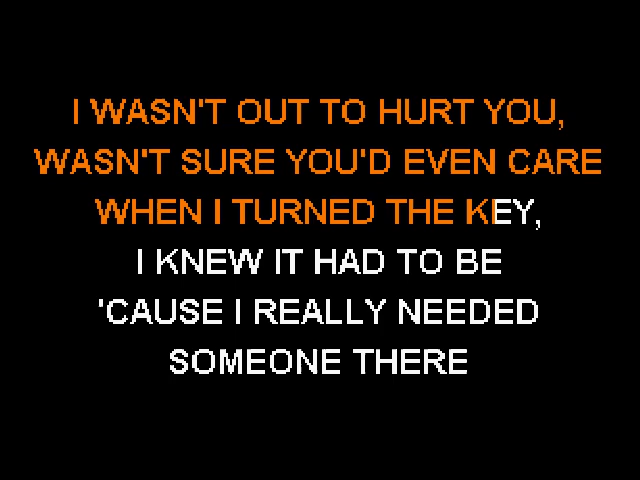 I WASN'T OUT TO HURT YOU,
WASN'T SURE YOU'D EVEN CARE
WHEN I TURNED THE KEY,
I KNEW IT HAD TO BE
'CAUSE I REALLY NEEDED
SOMEONE THERE